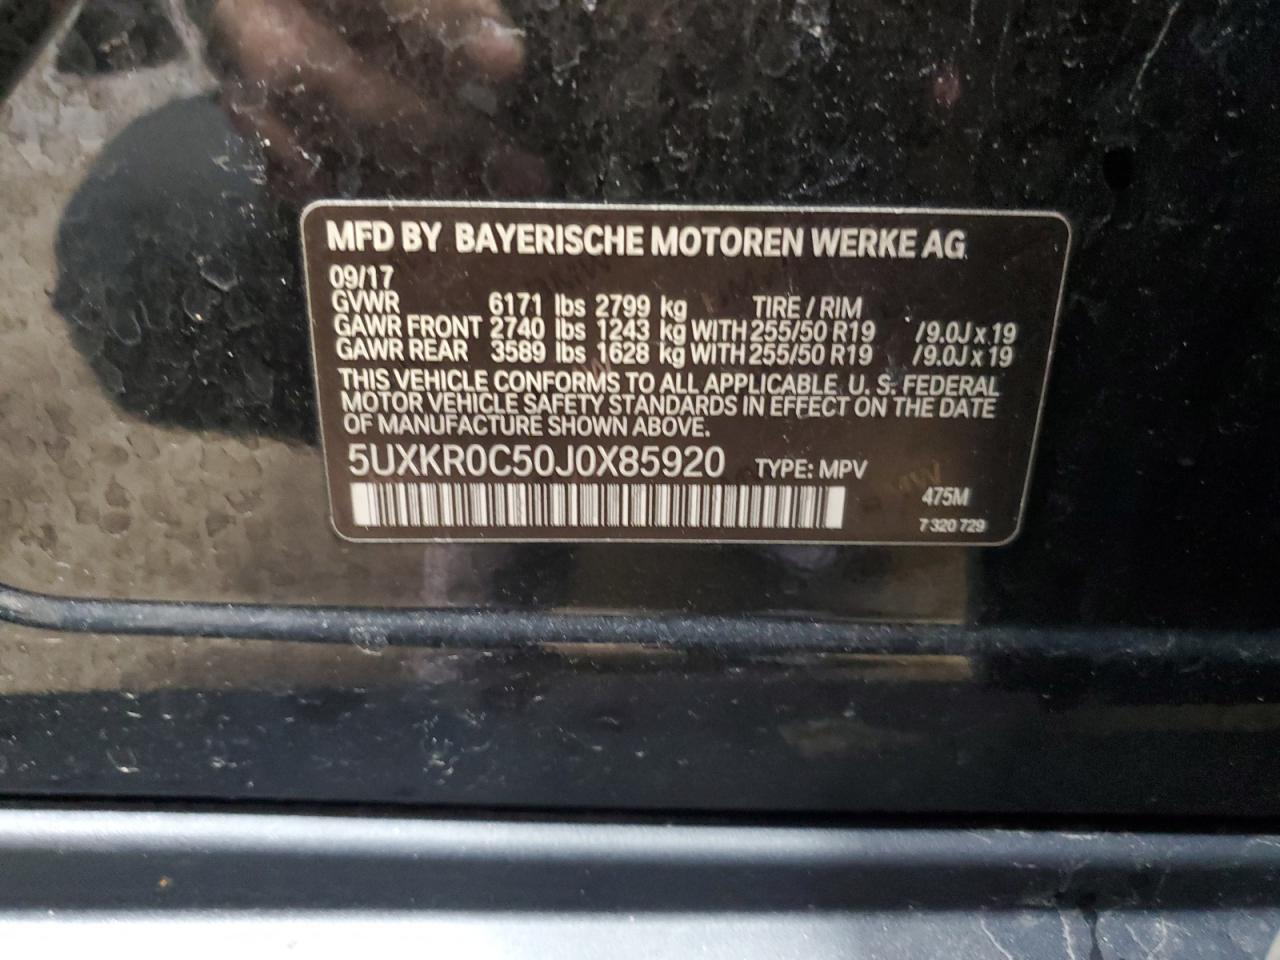 MFD BY BAYERISCHE MOTOREN WERKE AG
09/17
GVWR 6171 lbs 2799 kg TIRE / RIM
GAWR FRONT 2740 lbs 1243 kg WITH 255/50 R19 /9.0J x 19
GAWR REAR 3589 lbs 1628 kg WITH 255/50 R19 /9.0J x 19
THIS VEHICLE CONFORMS TO ALL APPLICABLE U. S. FEDERAL
MOTOR VEHICLE SAFETY STANDARDS IN EFFECT ON THE DATE
OF MANUFACTURE SHOWN ABOVE.
5UXKR0C50J0X85920 TYPE: MPV
475M
7 320 729